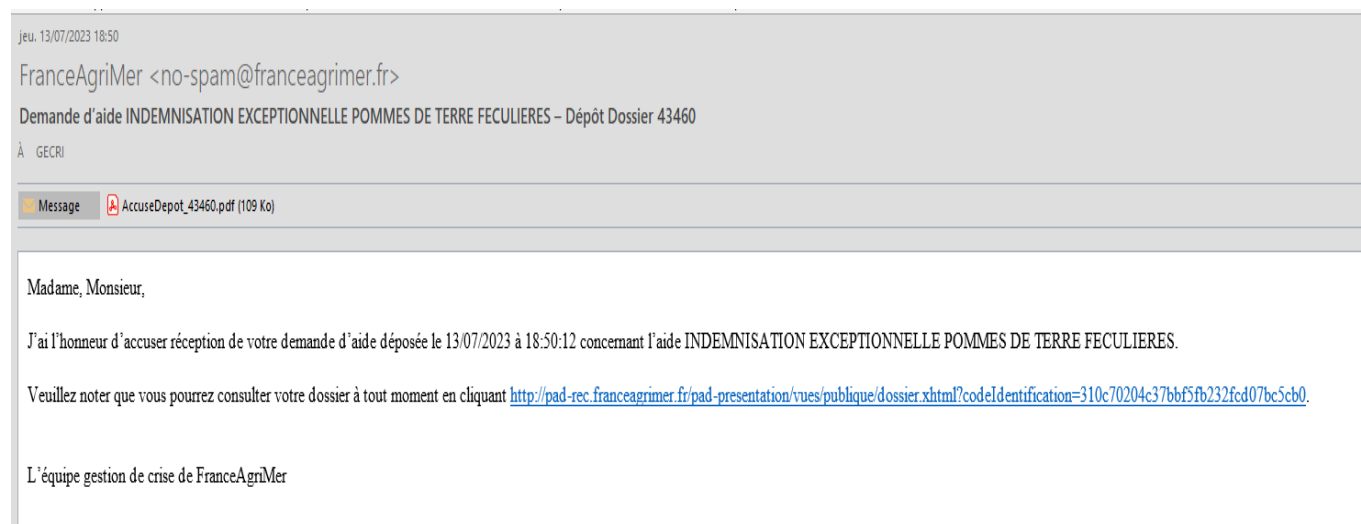 jeu. 13/07/2023 18:50
FranceAgriMer <no-spam@franceagrimer.fr>
Demande d'aide INDEMNISATION EXCEPTIONNELLE POMMES DE TERRE FECULIERES – Dépôt Dossier 43460
À GECRI
Message AccuseDepot_43460.pdf (109 Ko)
Madame, Monsieur,
J'ai l'honneur d'accuser réception de votre demande d'aide déposée le 13/07/2023 à 18:50:12 concernant l'aide INDEMNISATION EXCEPTIONNELLE POMMES DE TERRE FECULIERES.
Veuillez noter que vous pourrez consulter votre dossier à tout moment en cliquant http://pad-rec.franceagrimer.fr/pad-presentation/vues/publique/dossier.xhtml?codeIdentification=310c70204c37bbf5fb232fcd07bc5cb0.
L'équipe gestion de crise de FranceAgriMer